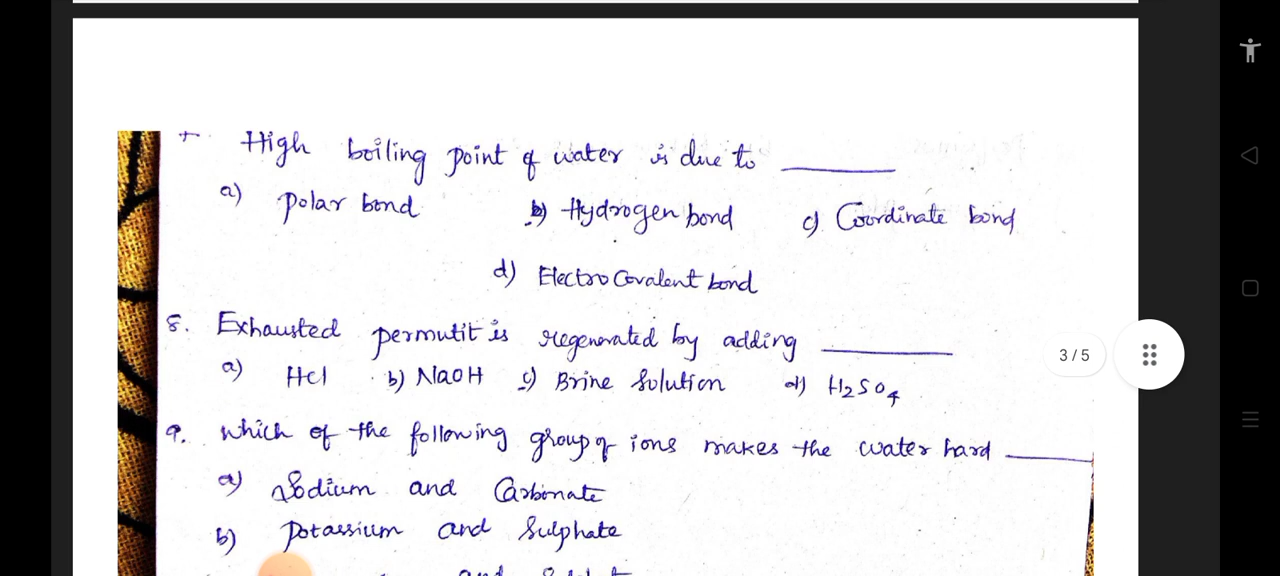 High boiling point of water is due to ______
a) polar bond b) Hydrogen bond c) Coordinate bond
d) Electro Covalent bond
8. Exhausted permutit is regenerated by adding ______
a) HCl b) NaOH c) Brine Solution d) H2SO4
3 / 5
9. Which of the following group of ions makes the water hard ______
a) Sodium and Carbonate
b) Potassium and Sulphate
and